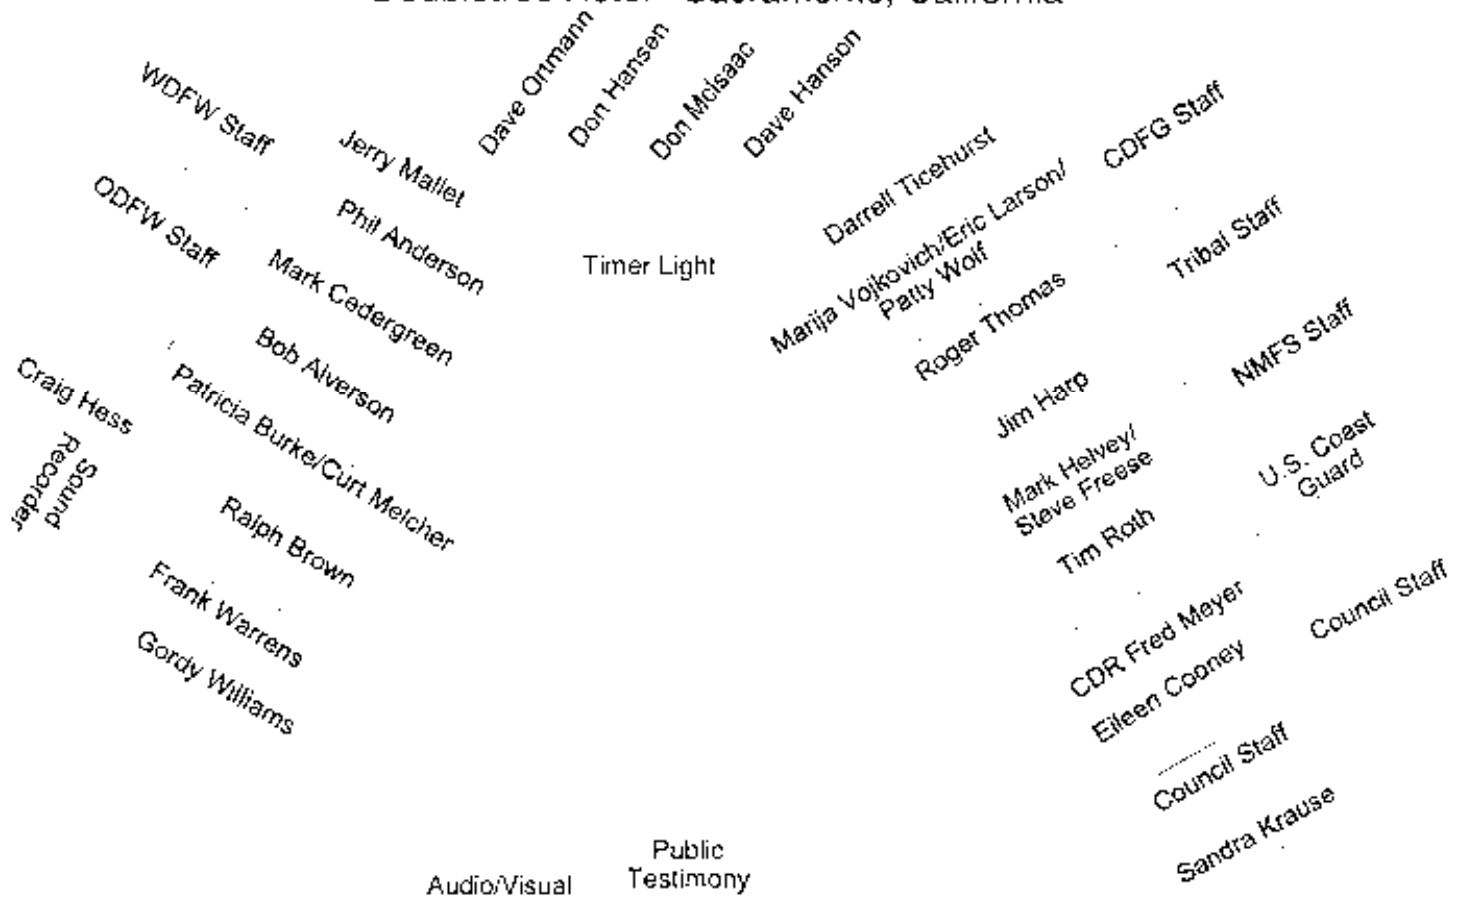 Doubletree Hotel - Sacramento, California
WDFW Staff
ODFW Staff
Craig Hess
Sound
Recorder
Jerry Mallet
Phil Anderson
Mark Cedergreen
Bob Alverson
Patricia Burke/Curt Melcher
Ralph Brown
Frank Warrens
Gordy Williams
Dave Ortmann
Don Hansen
Don McIsaac
Dave Hanson
Timer Light
Darrell Ticehurst
Marija Vojkovich/Eric Larson/
Patty Wolf
Roger Thomas
Jim Harp
Mark Helvey/
Steve Freese
Tim Roth
CDR Fred Meyer
Eileen Cooney
Council Staff
Sandra Krause
CDFG Staff
Tribal Staff
NMFS Staff
U.S. Coast
Guard
Council Staff
Audio/Visual
Public
Testimony